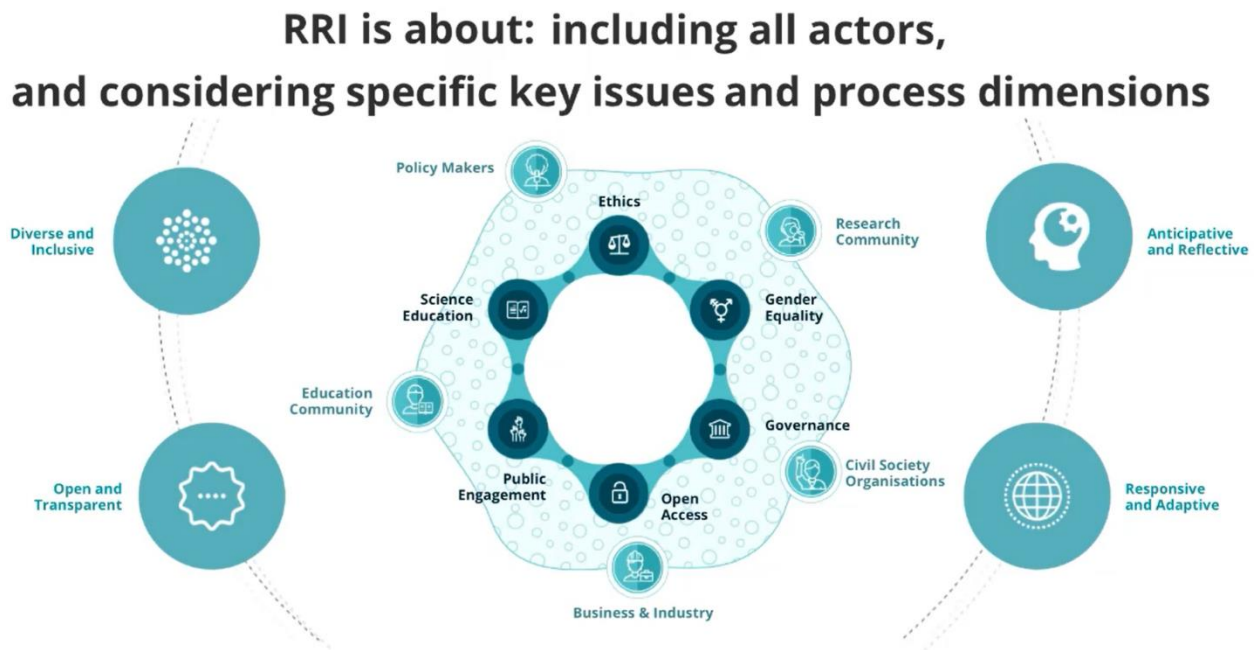 RRI is about: including all actors,
and considering specific key issues and process dimensions
Policy Makers
Ethics
Research
Community
Diverse and
Inclusive
Anticipative
and Reflective
Science
Education
Gender
Equality
Education
Community
Governance
Public
Engagement
Open
Access
Civil Society
Organisations
Open and
Transparent
Responsive
and Adaptive
Business & Industry